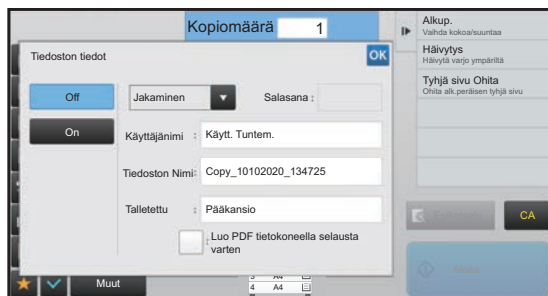 Kopiomäärä 1
Tiedoston tiedot
OK
Off
Jakaminen
Salasana :
On
Käyttäjänimi : Käytt. Tuntem.
Tiedoston Nimi: Copy_10102020_134725
Talletettu : Pääkansio
: Luo PDF tietokoneella selausta
varten
Muut
4 A4
Alkup.
Vaihda kokoa/suuntaa
Häivytys
Häivytä varjo ympäriltä
Tyhjä sivu Ohita
Ohita alk.peräisen tyhjä sivu
CA